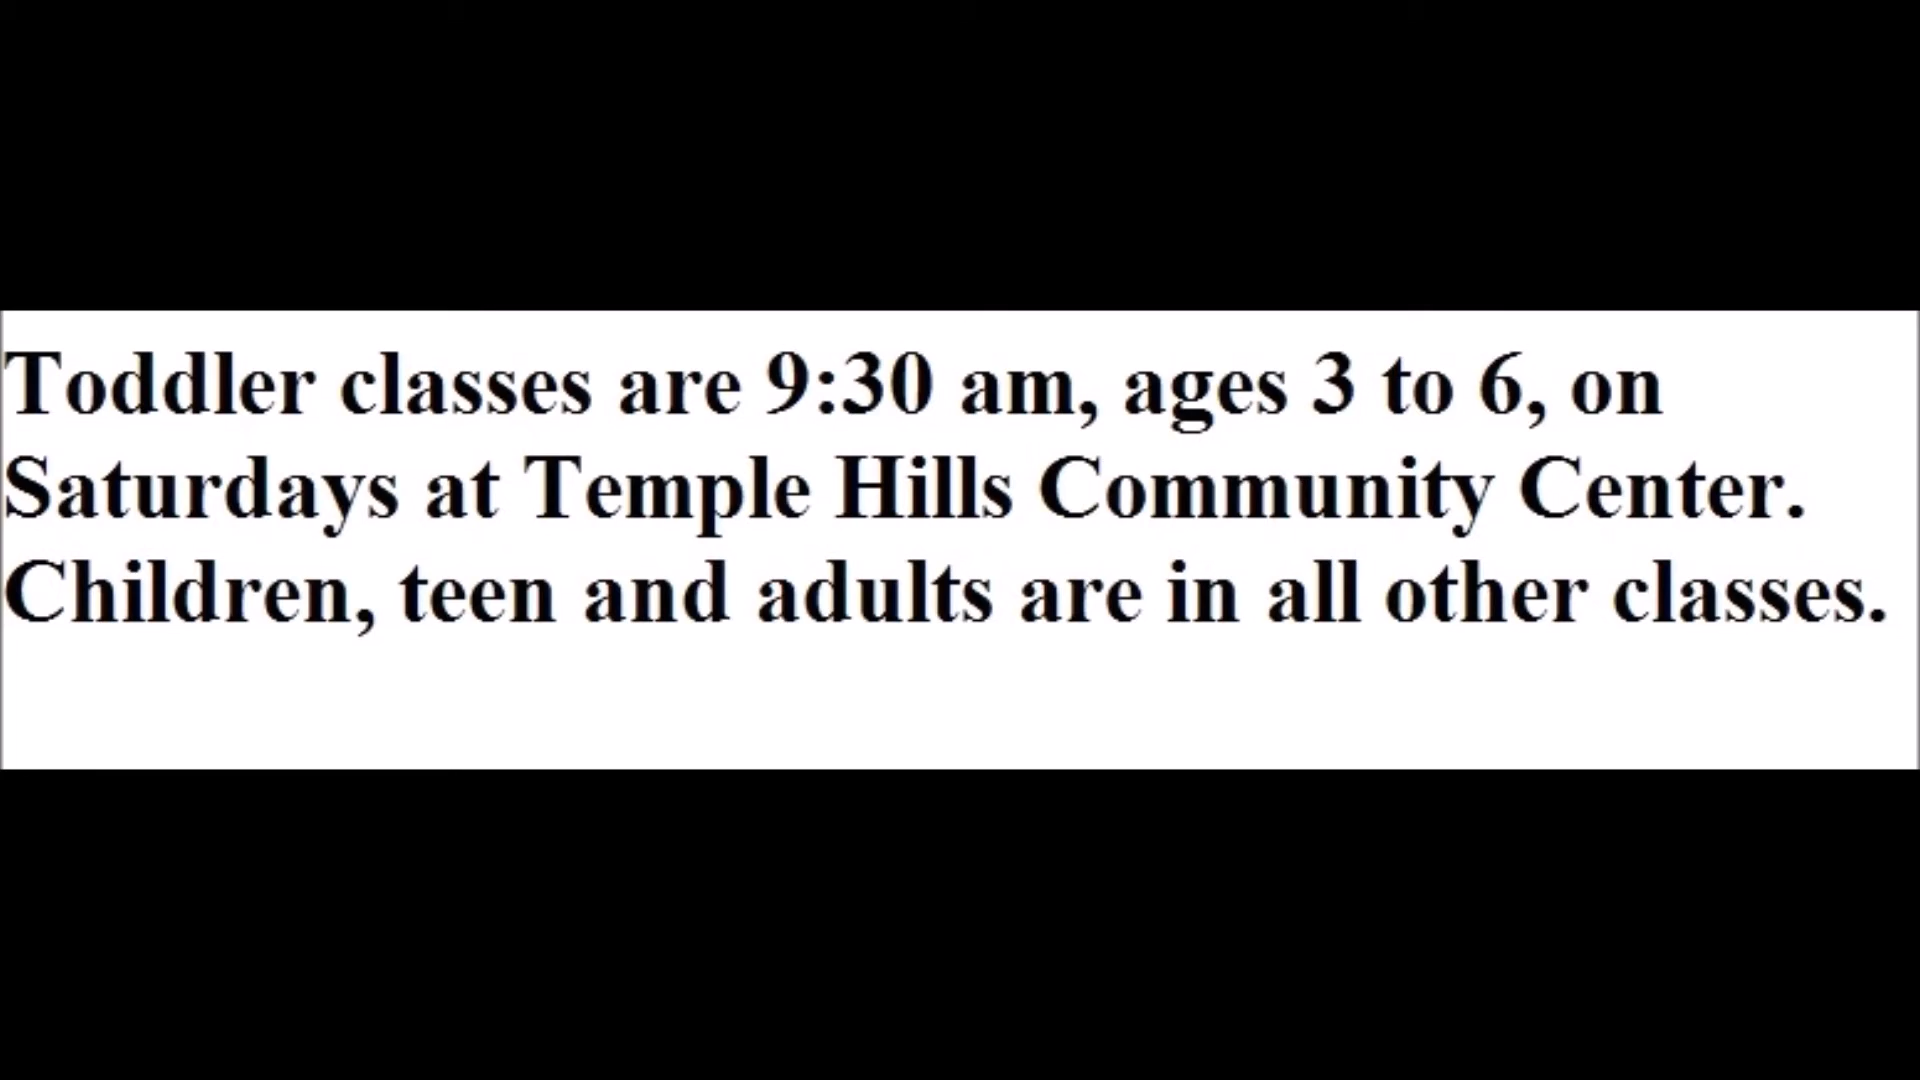 Toddler classes are 9:30 am, ages 3 to 6, on
Saturdays at Temple Hills Community Center.
Children, teen and adults are in all other classes.